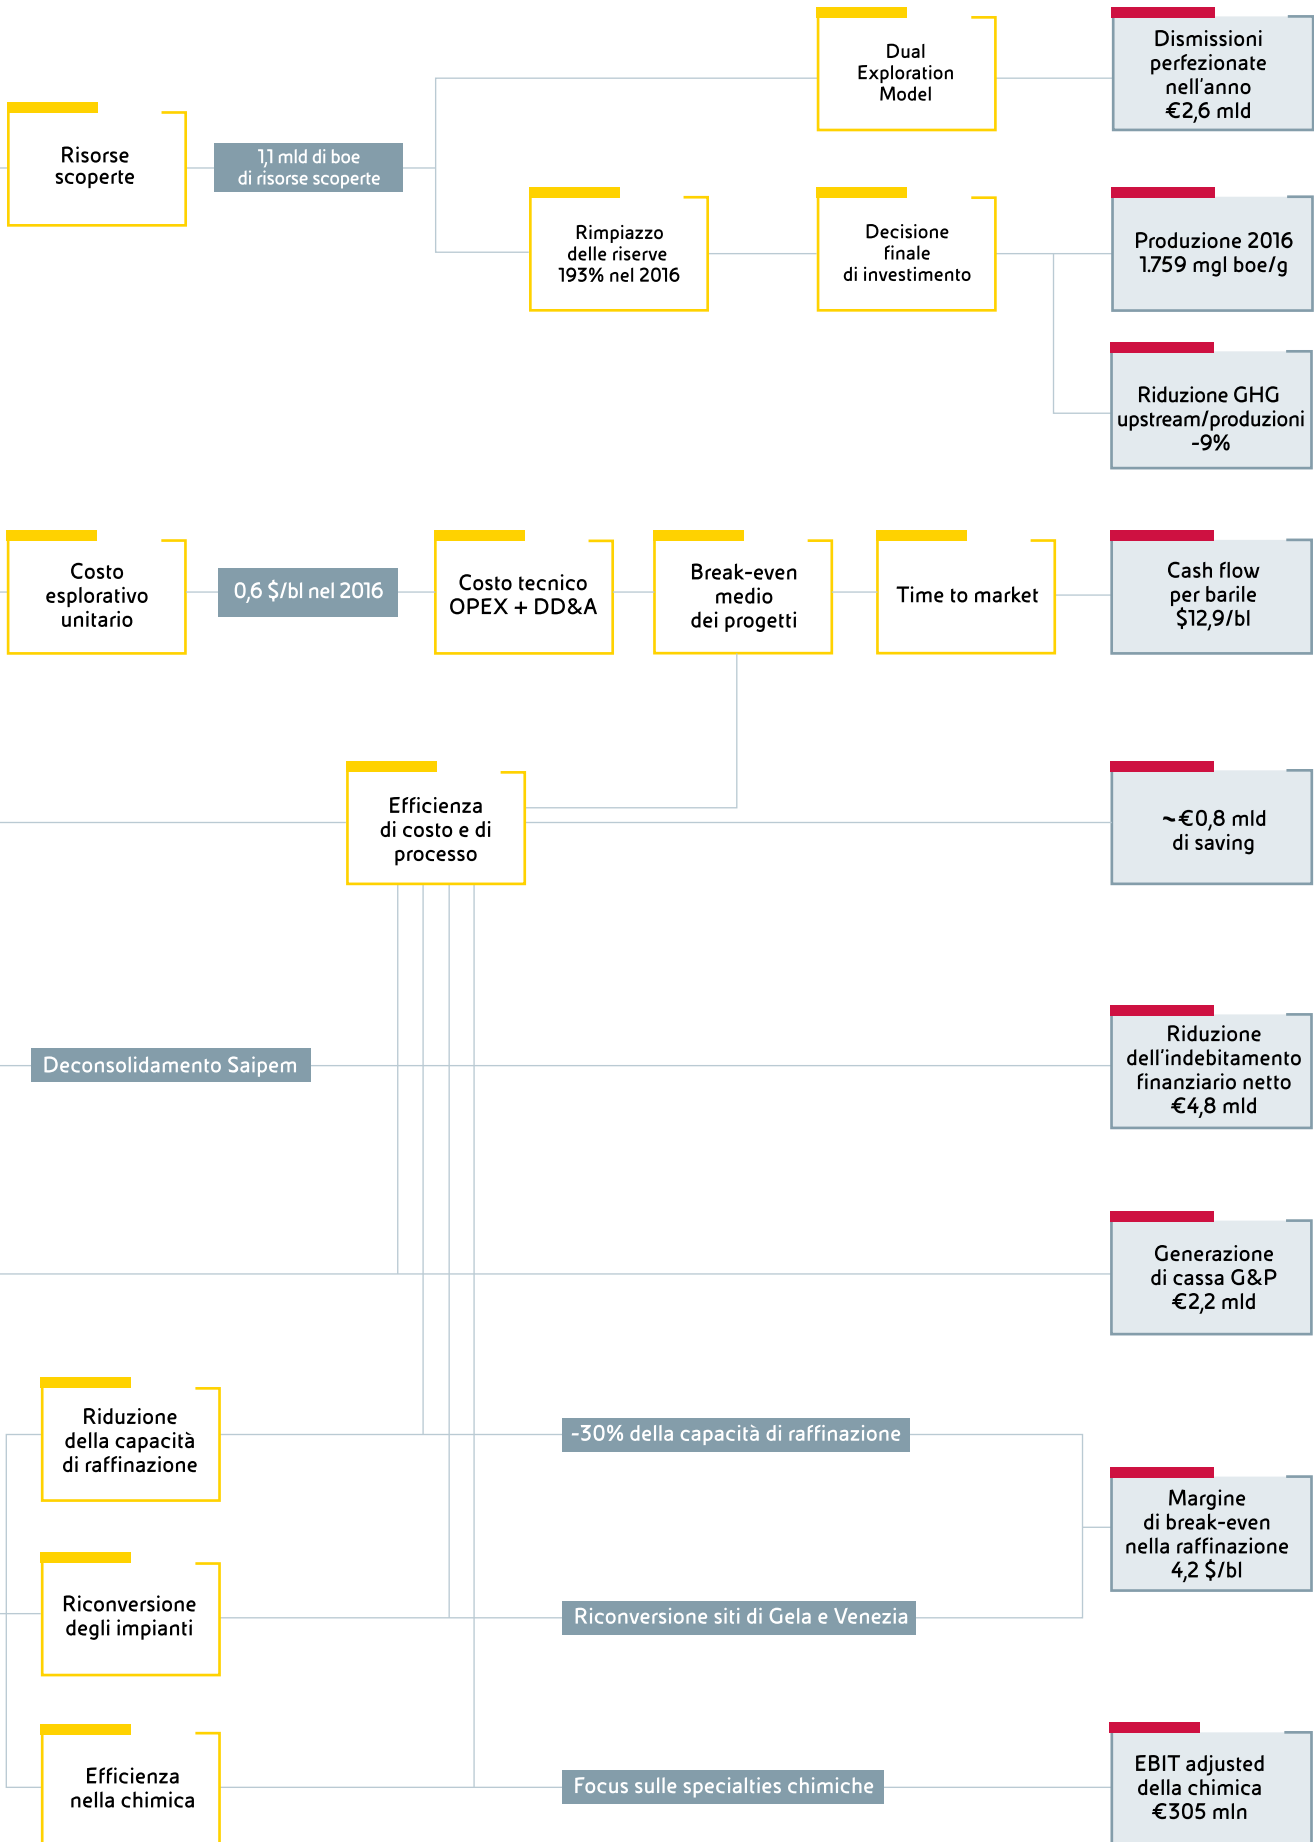 Dual
Exploration
Model
Dismissioni
perfezionate
nell'anno
€2,6 mld
Risorse
scoperte
1,1 mld di boe
di risorse scoperte
Rimpiazzo
delle riserve
193% nel 2016
Decisione
finale
di investimento
Produzione 2016
1.759 mgl boe/g
Riduzione GHG
upstream/produzioni
-9%
Costo
esplorativo
unitario
0,6 $/bl nel 2016
Costo tecnico
OPEX + DD&A
Break-even
medio
dei progetti
Time to market
Cash flow
per barile
$12,9/bl
Efficienza
di costo e di
processo
~€0,8 mld
di saving
Deconsolidamento Saipem
Riduzione
dell'indebitamento
finanziario netto
€4,8 mld
Generazione
di cassa G&P
€2,2 mld
Riduzione
della capacità
di raffinazione
-30% della capacità di raffinazione
Margine
di break-even
nella raffinazione
4,2 $/bl
Riconversione
degli impianti
Riconversione siti di Gela e Venezia
Efficienza
nella chimica
Focus sulle specialties chimiche
EBIT adjusted
della chimica
€305 mln